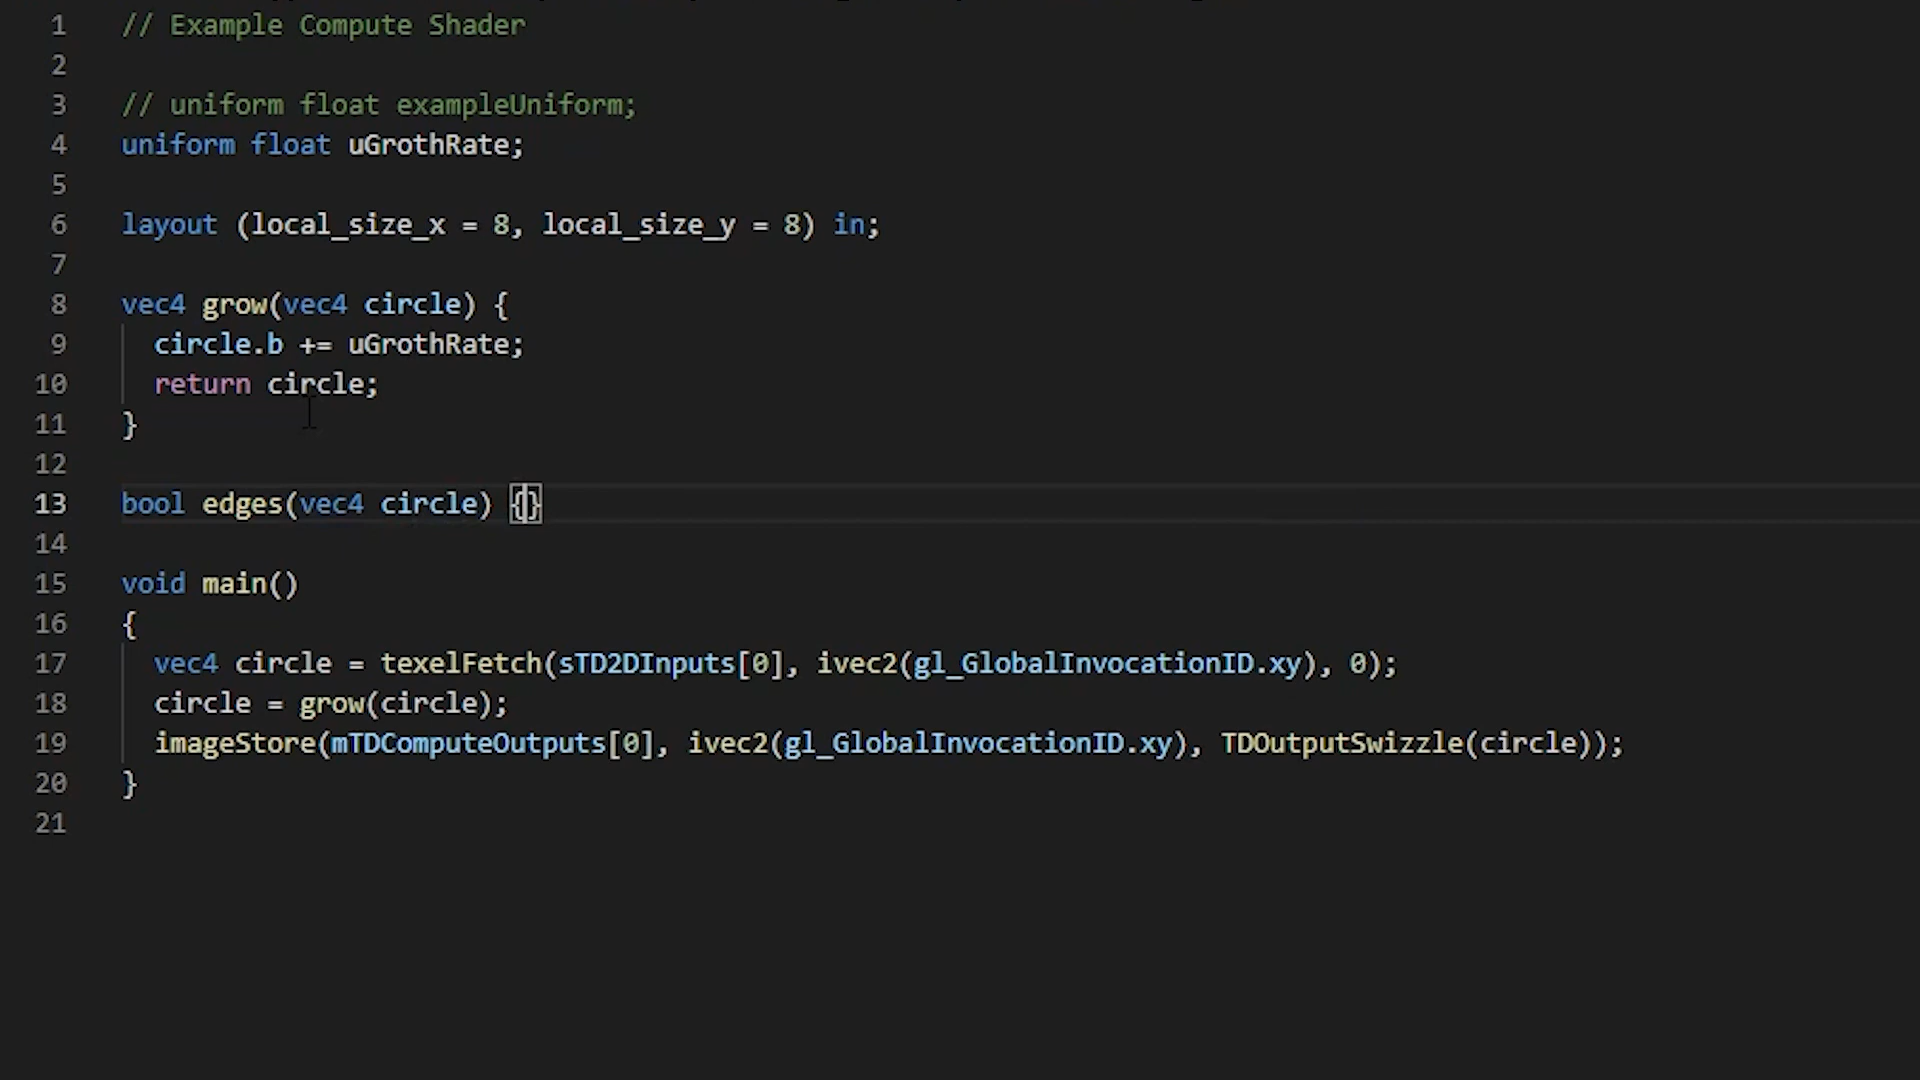 1 // Example Compute Shader
2
3 // uniform float exampleUniform;
4 uniform float uGrothRate;
5
6 layout (local_size_x = 8, local_size_y = 8) in;
7
8 vec4 grow(vec4 circle) {
9 circle.b += uGrothRate;
10 return circle;
11 }
12
13 bool edges(vec4 circle) {}
14
15 void main()
16 {
17 vec4 circle = texelFetch(sTD2DInputs[0], ivec2(gl_GlobalInvocationID.xy), 0);
18 circle = grow(circle);
19 imageStore(mTDComputeOutputs[0], ivec2(gl_GlobalInvocationID.xy), TDOutputSwizzle(circle));
20 }
21